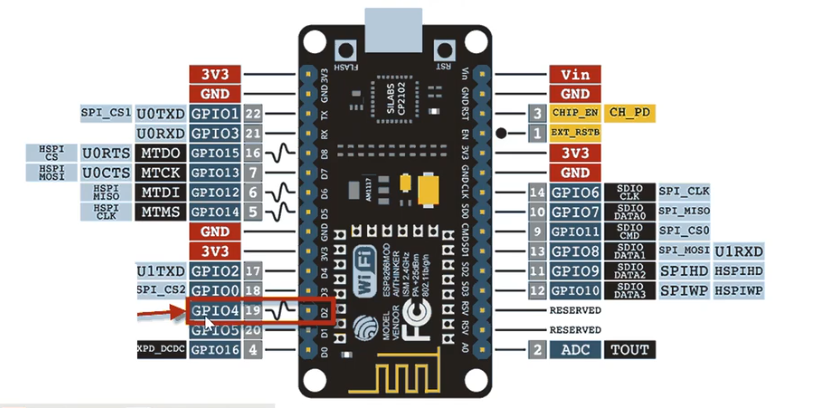 FLASH RST
3V3 3V3 Vin Vin
GND GND GND GND
SPI_CS1 U0TXD GPIO1 22 TX RST 3 CHIP_EN CH_PD
U0RXD GPIO3 21 RX EN 1 EXT_RSTB
HSPI CS U0RTS MTDO GPIO15 16 D8 3V3 3V3
HSPI MOSI U0CTS MTCK GPIO13 7 D7 GND GND
HSPI MISO MTDI GPIO12 6 D6 CLK 14 GPIO6 SDIO CLK SPI_CLK
HSPI CLK MTMS GPIO14 5 D5 SD0 10 GPIO7 SDIO DATA0 SPI_MISO
GND GND CMD 9 GPIO11 SDIO CMD SPI_CS0
3V3 3V3 SD1 13 GPIO8 SDIO DATA1 SPI_MOSI U1RXD
U1TXD GPIO2 17 D4 SD2 11 GPIO9 SDIO DATA2 SPIHD HSPIHD
SPI_CS2 GPIO0 18 D3 SD3 12 GPIO10 SDIO DATA3 SPIWP HSPIWP
GPIO4 19 D2 RSV RESERVED
GPIO5 20 D1 RSV RESERVED
XPD_DCDC GPIO16 4 D0 A0 2 ADC TOUT
SILABS
CP2102
AM1117
WiFi
MODEL ESP8266MOD
VENDOR AITHINKER
ISM 2.4GHz
PA +25dBm
802.11b/g/n
FC